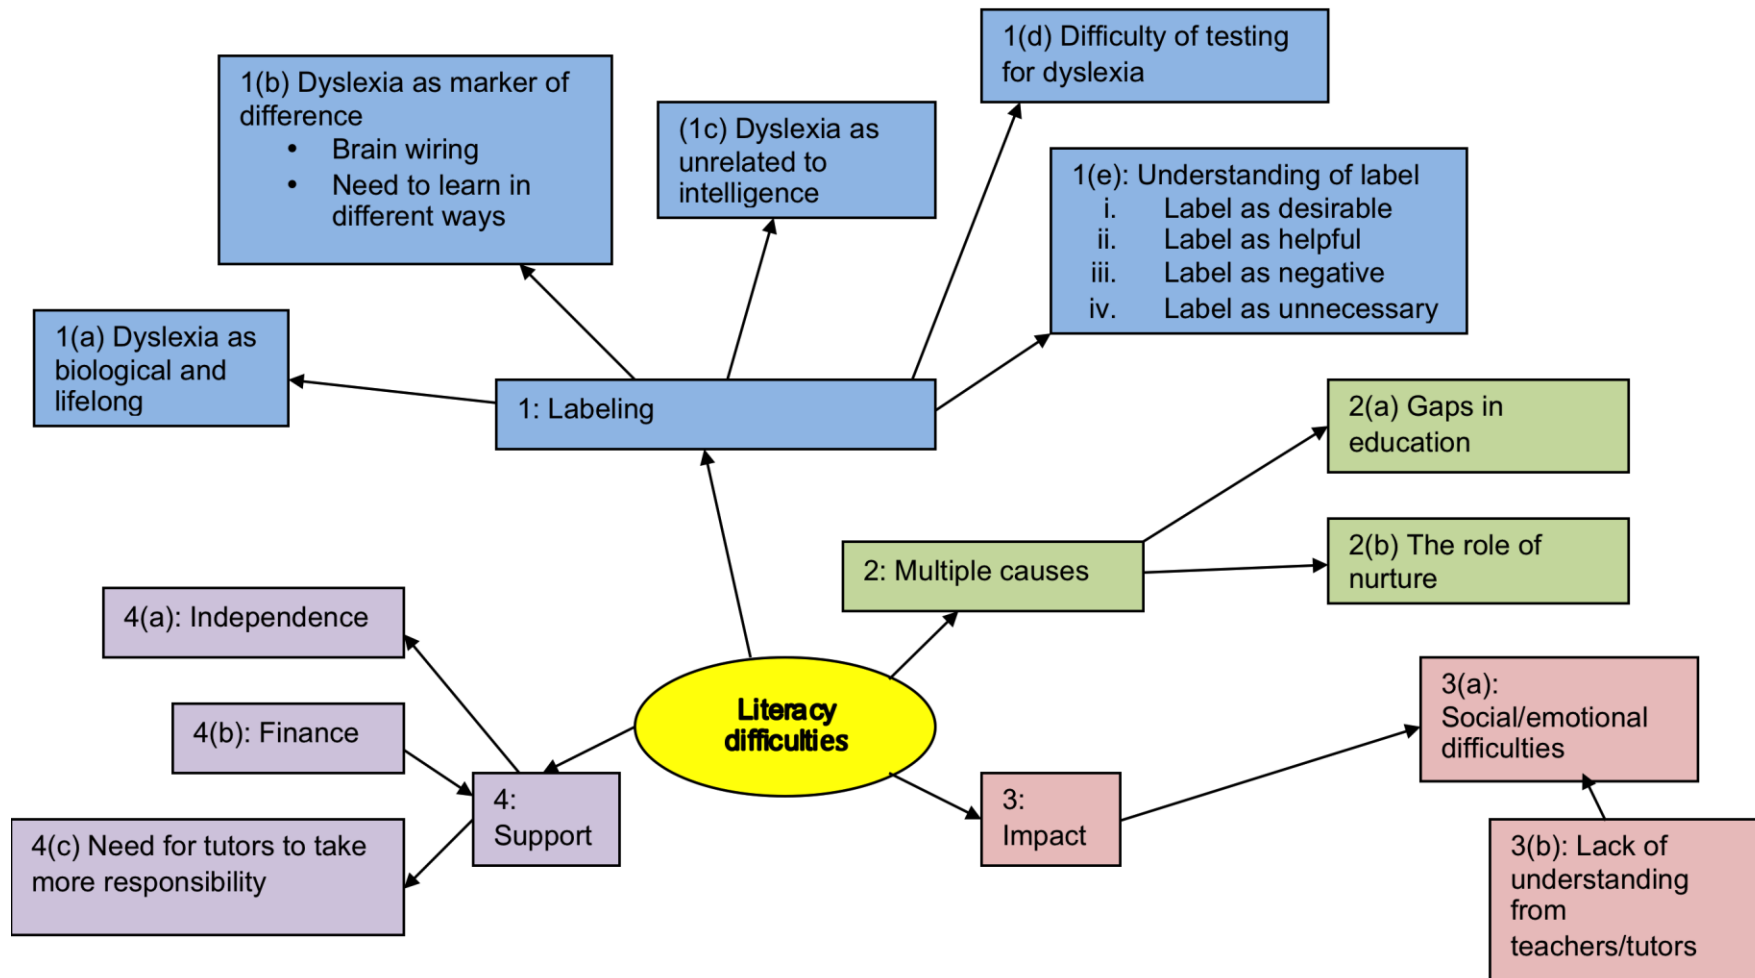 1(d) Difficulty of testing
for dyslexia
1(b) Dyslexia as marker of
difference
• Brain wiring
• Need to learn in
different ways
(1c) Dyslexia as
unrelated to
intelligence
1(e): Understanding of label
i. Label as desirable
ii. Label as helpful
iii. Label as negative
iv. Label as unnecessary
1(a) Dyslexia as
biological and
lifelong
1: Labeling
2(a) Gaps in
education
2(b) The role of
nurture
2: Multiple causes
4(a): Independence
4(b): Finance
Literacy
difficulties
3(a):
Social/emotional
difficulties
4:
Support
3:
Impact
4(c) Need for tutors to take
more responsibility
3(b): Lack of
understanding
from
teachers/tutors